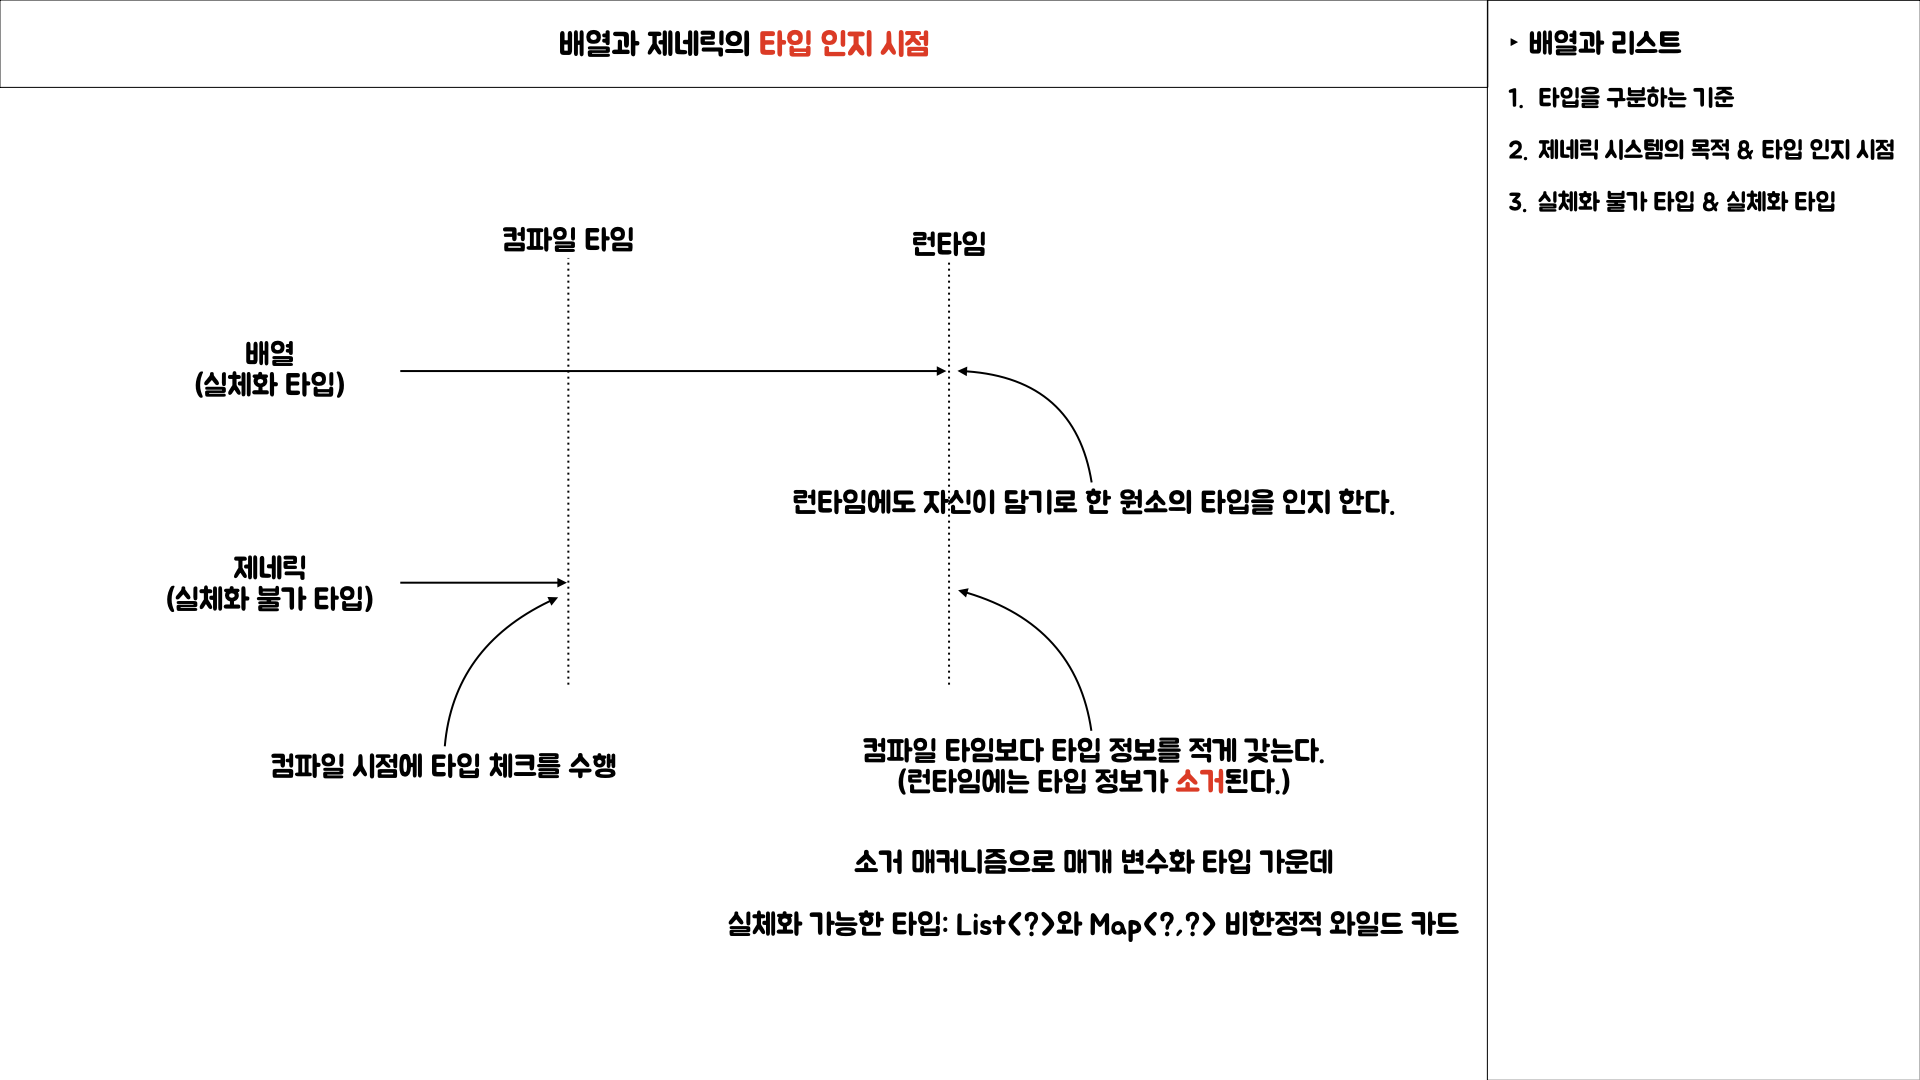 배열과 제네릭의 타입 인지 시점
컴파일 타임
런타임
배열
(실체화 타입)
런타임에도 자신이 담기로 한 원소의 타입을 인지 한다.
제네릭
(실체화 불가 타입)
컴파일 시점에 타입 체크를 수행
컴파일 타임보다 타입 정보를 적게 갖는다.
(런타임에는 타입 정보가 소거된다.)
소거 매커니즘으로 매개 변수화 타입 가운데
실체화 가능한 타입: List<?>와 Map<?,?> 비한정적 와일드 카드
▸ 배열과 리스트
1. 타입을 구분하는 기준
2. 제네릭 시스템의 목적 & 타입 인지 시점
3. 실체화 불가 타입 & 실체화 타입